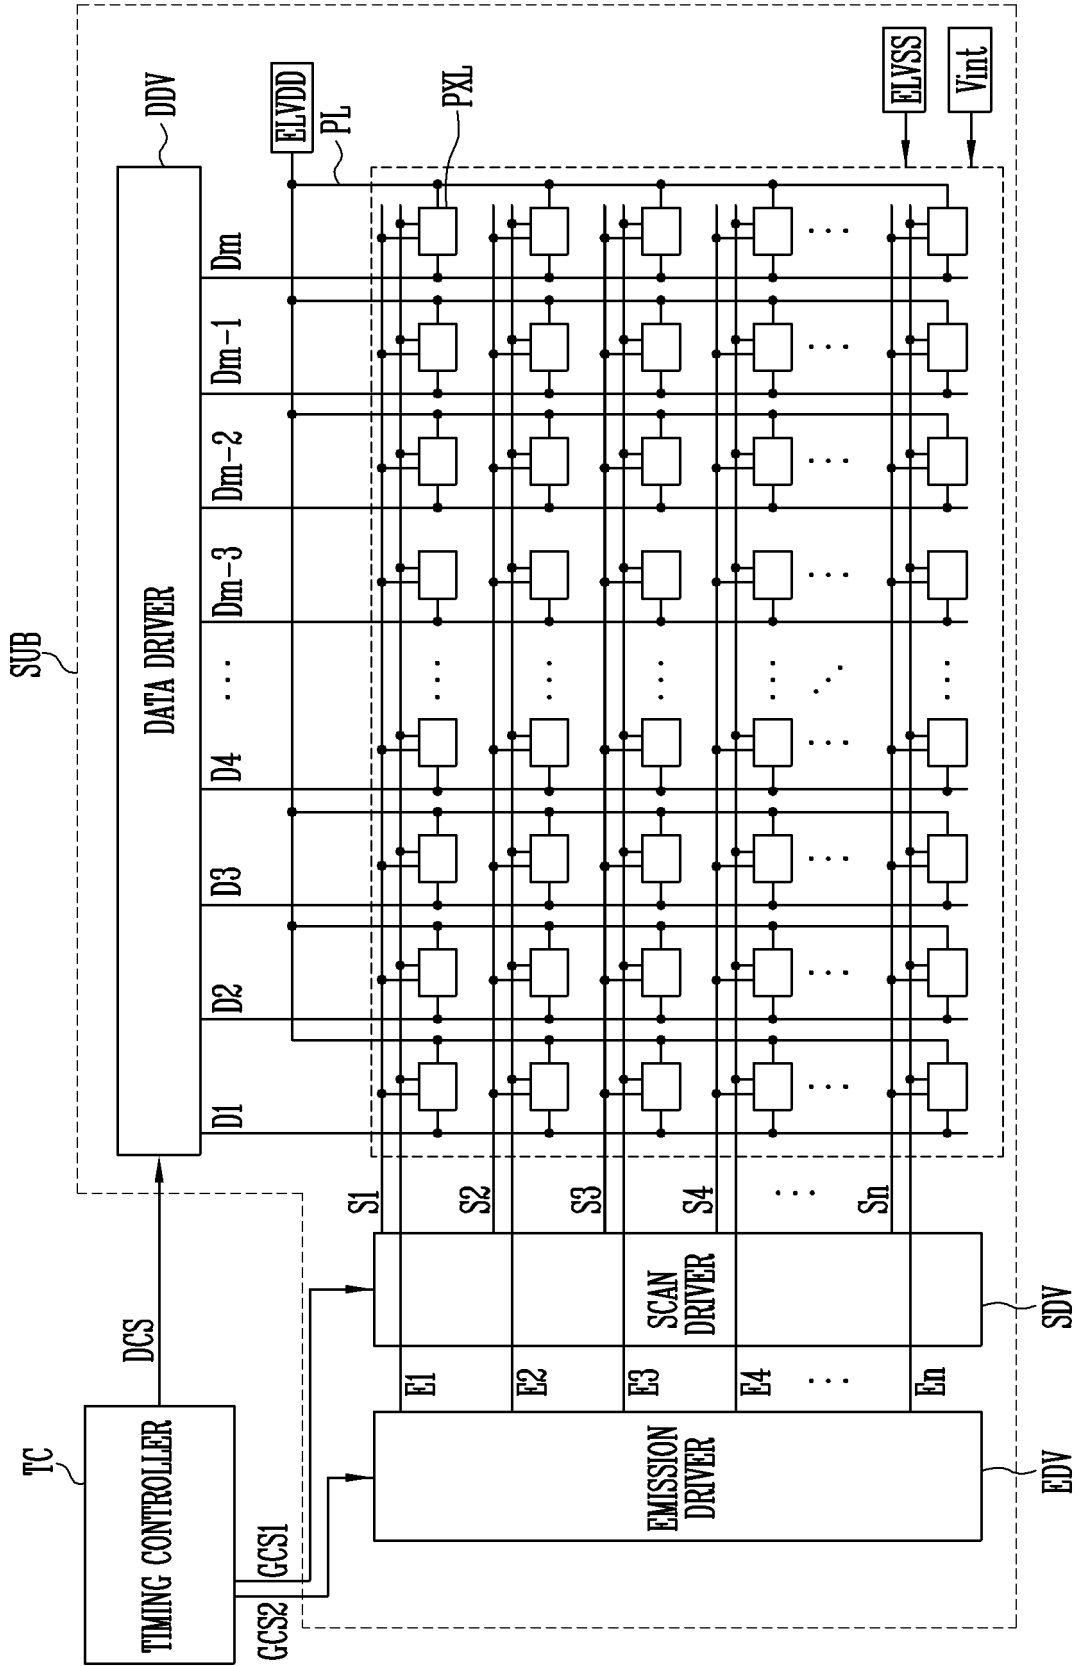 TC
TIMING CONTROLLER
DCS
GCS1
GCS2
SUB
DATA DRIVER
DDV
D1
D2
D3
D4
...
Dm-3
Dm-2
Dm-1
Dm
ELVDD
PL
PXL
EMISSION
DRIVER
EDV
E1
E2
E3
E4
...
En
SCAN
DRIVER
SDV
S1
S2
S3
S4
...
Sn
ELVSS
Vint